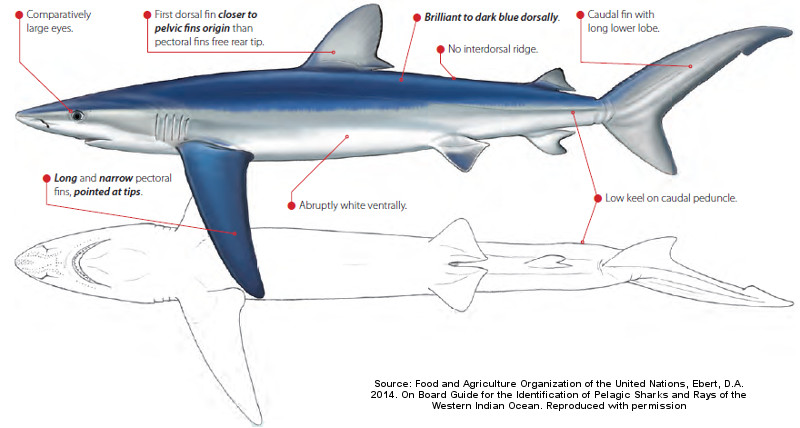 Comparatively
large eyes.
First dorsal fin closer to
pelvic fins origin than
pectoral fins free rear tip.
Brilliant to dark blue dorsally.
No interdorsal ridge.
Caudal fin with
long lower lobe.
Long and narrow pectoral
fins, pointed at tips.
Abruptly white ventrally.
Low keel on caudal peduncle.
Source: Food and Agriculture Organization of the United Nations, Ebert, D.A.
2014. On Board Guide for the Identification of Pelagic Sharks and Rays of the
Western Indian Ocean. Reproduced with permission